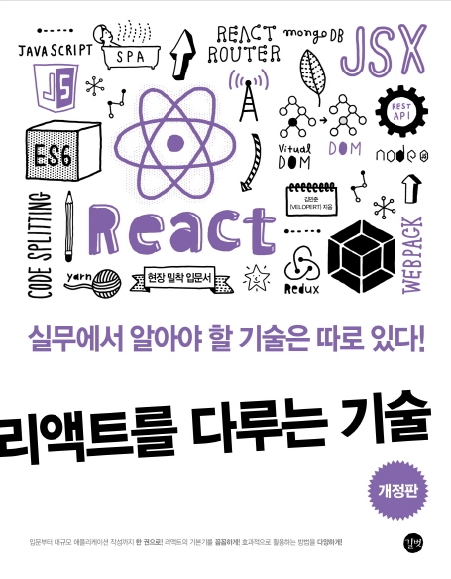 JAVASCRIPT
SPA
REACT
ROUTER
mongoDB
JSX
JS
REST
API
ES6
Vitual
DOM
DOM
node
JS
김민준
[VELOPERT] 지음
CODE SPLITTING
React
WEBPACK
yarn
현장 밀착 입문서
Redux
실무에서 알아야 할 기술은 따로 있다!
리액트를 다루는 기술
개정판
입문부터 대규모 애플리케이션 작성까지 한 권으로! 리액트의 기본기를 꼼꼼하게! 효과적으로 활용하는 방법을 다양하게!
길벗